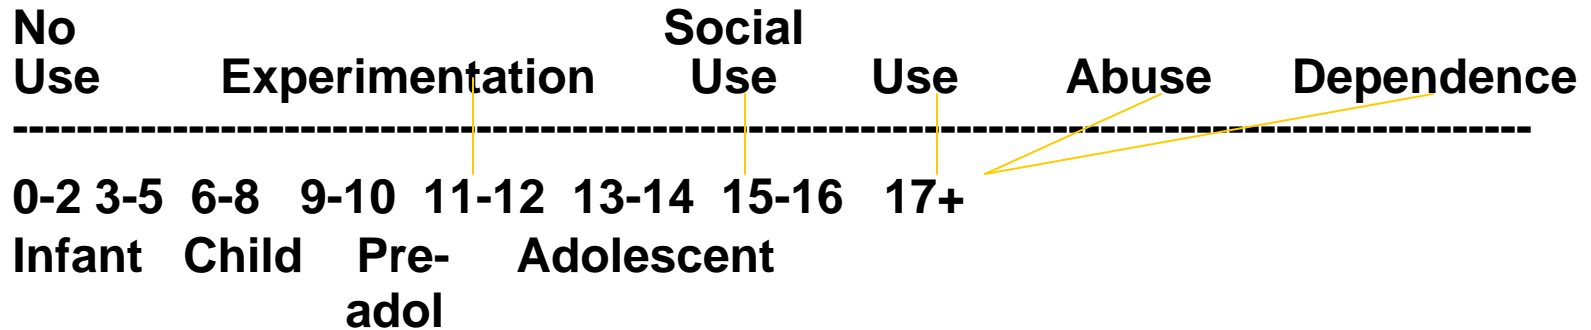 No Social
Use Experimentation Use Use Abuse Dependence
--------------------------------------------------------------------------------------------------
0-2 3-5 6-8 9-10 11-12 13-14 15-16 17+
Infant Child Pre- Adolescent
adol